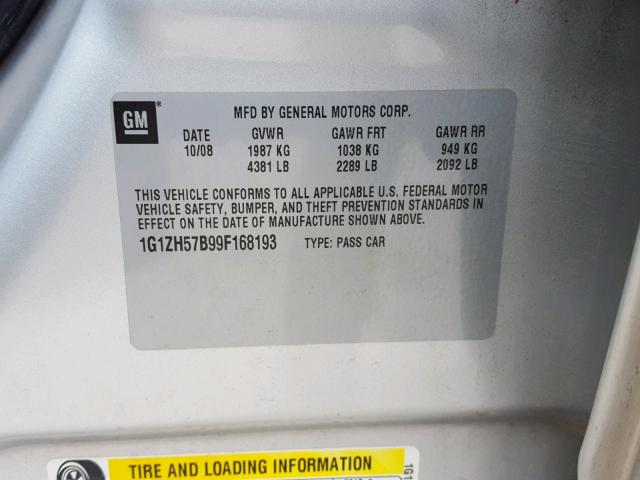 GM®
MFD BY GENERAL MOTORS CORP.
DATE GVWR GAWR FRT GAWR RR
10/08 1987 KG 1038 KG 949 KG
4381 LB 2289 LB 2092 LB
THIS VEHICLE CONFORMS TO ALL APPLICABLE U.S. FEDERAL MOTOR
VEHICLE SAFETY, BUMPER, AND THEFT PREVENTION STANDARDS IN
EFFECT ON THE DATE OF MANUFACTURE SHOWN ABOVE.
1G1ZH57B99F168193 TYPE: PASS CAR
TIRE AND LOADING INFORMATION
1G1